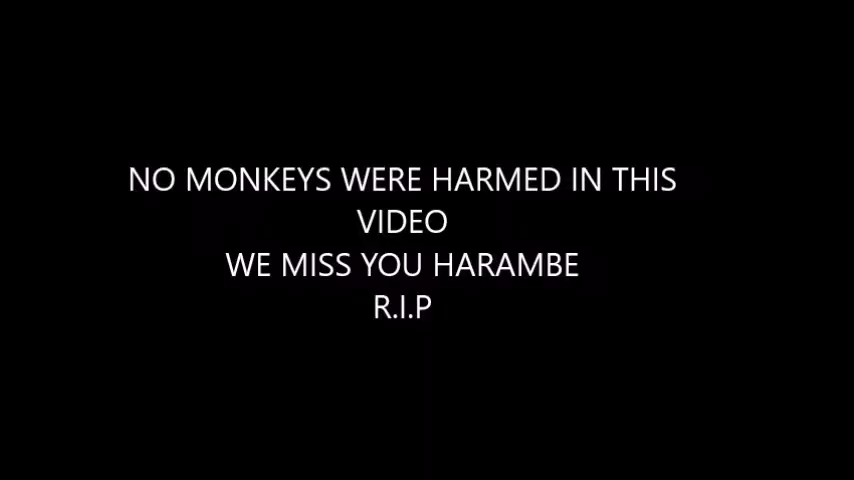 NO MONKEYS WERE HARMED IN THIS
VIDEO
WE MISS YOU HARAMBE
R.I.P